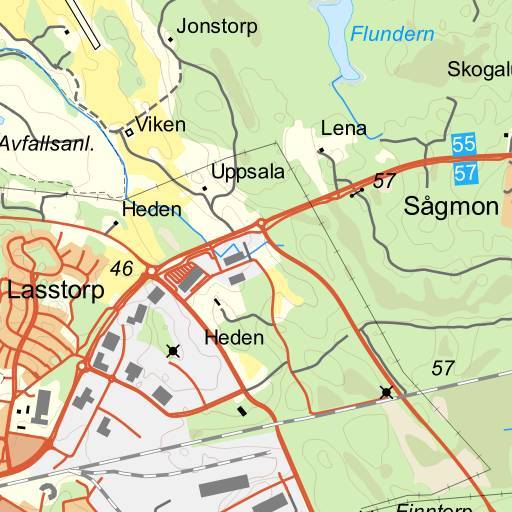 Jonstorp
Flundern
Skogal
Viken
Lena
Avfallsanl.
55
57
Uppsala
57
Heden
Sågmon
46
Lasstorp
Heden
57
Finntorp